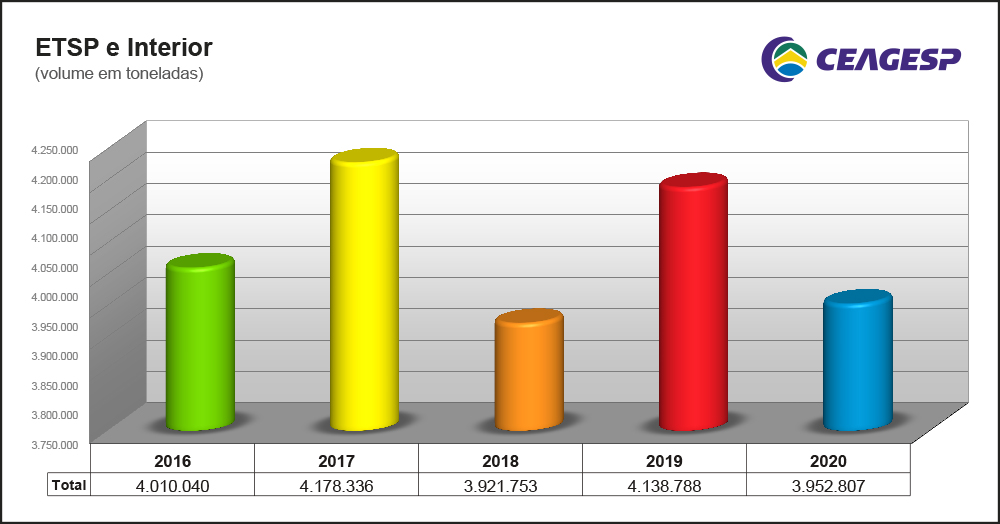 ETSP e Interior
(volume em toneladas)
CEAGESP
4.250.000
4.200.000
4.150.000
4.100.000
4.050.000
4.000.000
3.950.000
3.900.000
3.850.000
3.800.000
3.750.000
2016 2017 2018 2019 2020
Total 4.010.040 4.178.336 3.921.753 4.138.788 3.952.807